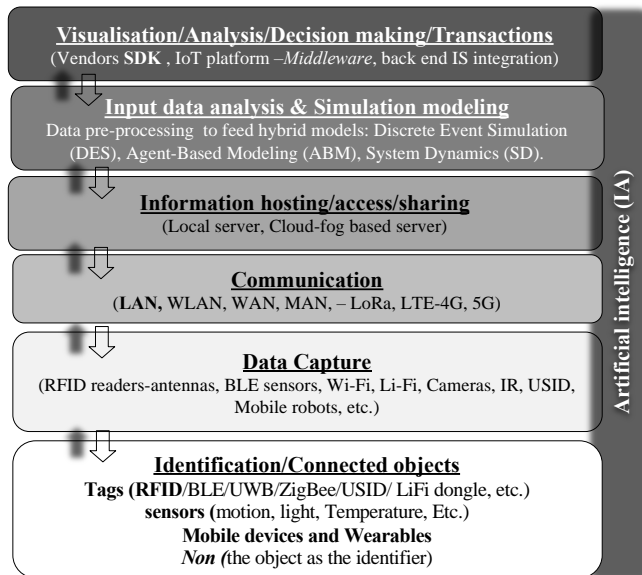 Visualisation/Analysis/Decision making/Transactions
(Vendors SDK , IoT platform –Middleware, back end IS integration)
Input data analysis & Simulation modeling
Data pre-processing to feed hybrid models: Discrete Event Simulation
(DES), Agent-Based Modeling (ABM), System Dynamics (SD).
Information hosting/access/sharing
(Local server, Cloud-fog based server)
Communication
(LAN, WLAN, WAN, MAN, – LoRa, LTE-4G, 5G)
Data Capture
(RFID readers-antennas, BLE sensors, Wi-Fi, Li-Fi, Cameras, IR, USID,
Mobile robots, etc.)
Identification/Connected objects
Tags (RFID/BLE/UWB/ZigBee/USID/ LiFi dongle, etc.)
sensors (motion, light, Temperature, Etc.)
Mobile devices and Wearables
Non (the object as the identifier)
Artificial intelligence (IA)